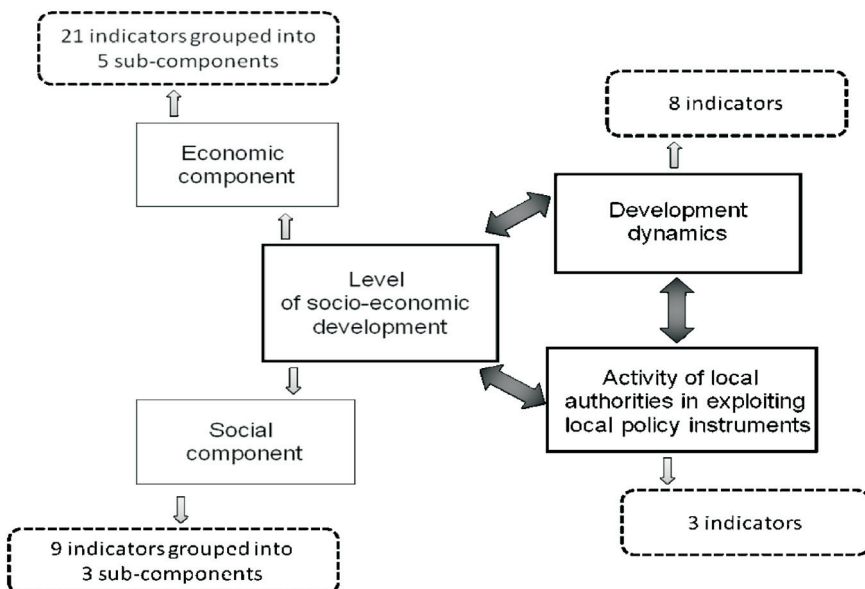 21 indicators grouped into
5 sub-components
8 indicators
Economic
component
Development
dynamics
Level
of socio-economic
development
Activity of local
authorities in exploiting
local policy instruments
Social
component
3 indicators
9 indicators grouped into
3 sub-components